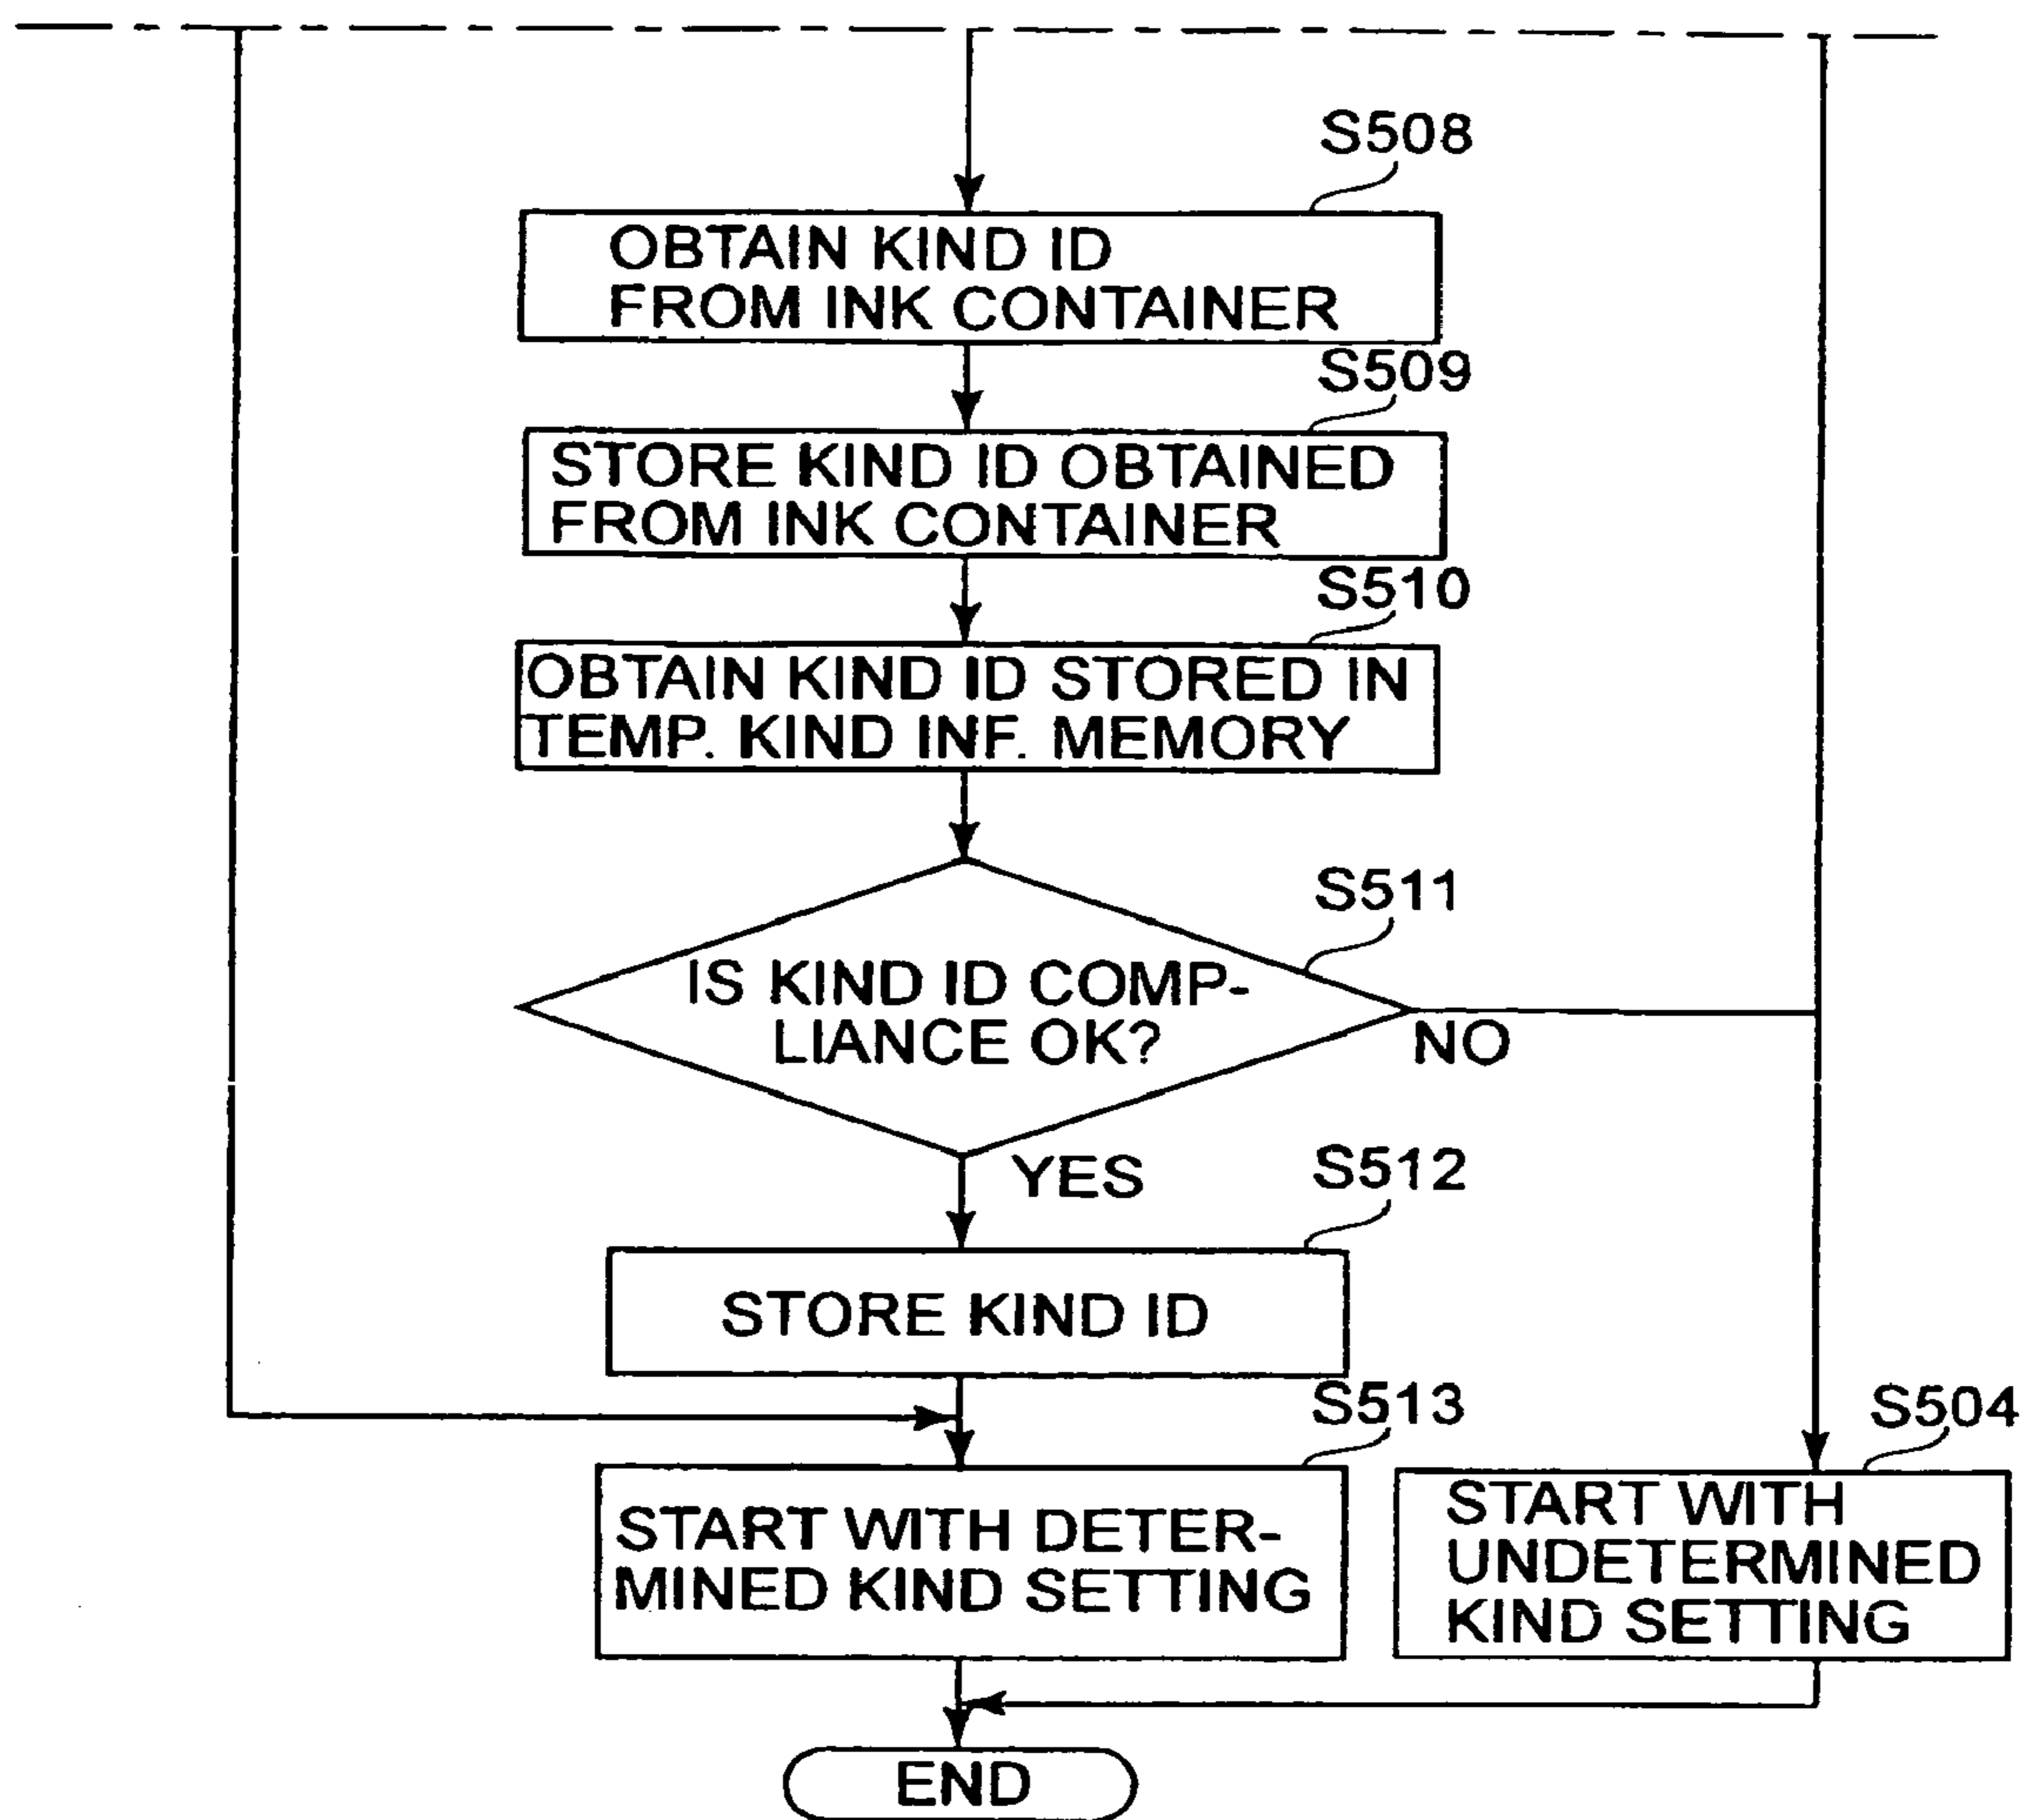 S508
OBTAIN KIND ID
FROM INK CONTAINER
S509
STORE KIND ID OBTAINED
FROM INK CONTAINER
S510
OBTAIN KIND ID STORED IN
TEMP. KIND INF. MEMORY
S511
IS KIND ID COMP-
LIANCE OK?
NO
YES
S512
STORE KIND ID
S513
START WITH DETER-
MINED KIND SETTING
S504
START WITH
UNDETERMINED
KIND SETTING
END